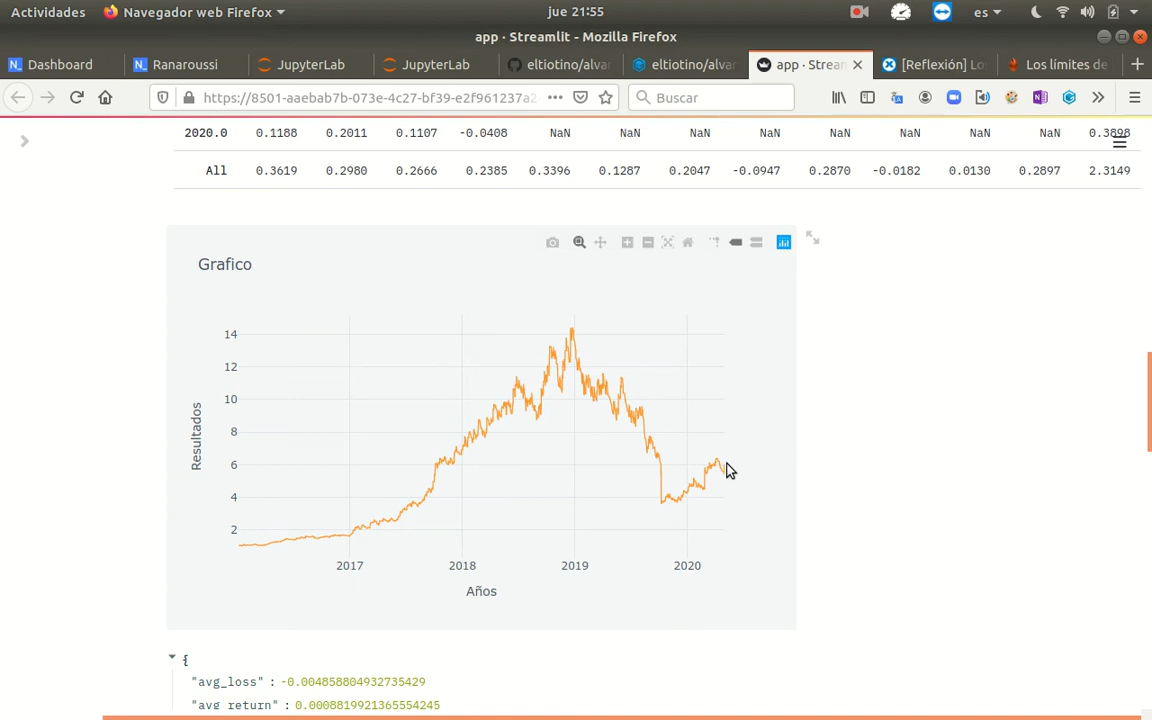 Actividades Navegador web Firefox jue 21:55 es
app · Streamlit - Mozilla Firefox
Dashboard Ranaroussi JupyterLab JupyterLab eltiotino/alvar eltiotino/alvar app · Stream [Reflexión] Lo Los límites de
https://8501-aaebab7b-073e-4c27-bf39-e2f961237a2 Buscar
2020.0 0.1188 0.2011 0.1107 -0.0408 NaN NaN NaN NaN NaN NaN NaN NaN 0.3898
All 0.3619 0.2980 0.2666 0.2385 0.3396 0.1287 0.2047 -0.0947 0.2870 -0.0182 0.0130 0.2897 2.3149
Grafico
14
12
10
8
6
4
2
Resultados
2017 2018 2019 2020
Años
{
"avg_loss" : -0.004858804932735429
"avg_return" : 0.0008819921365554245